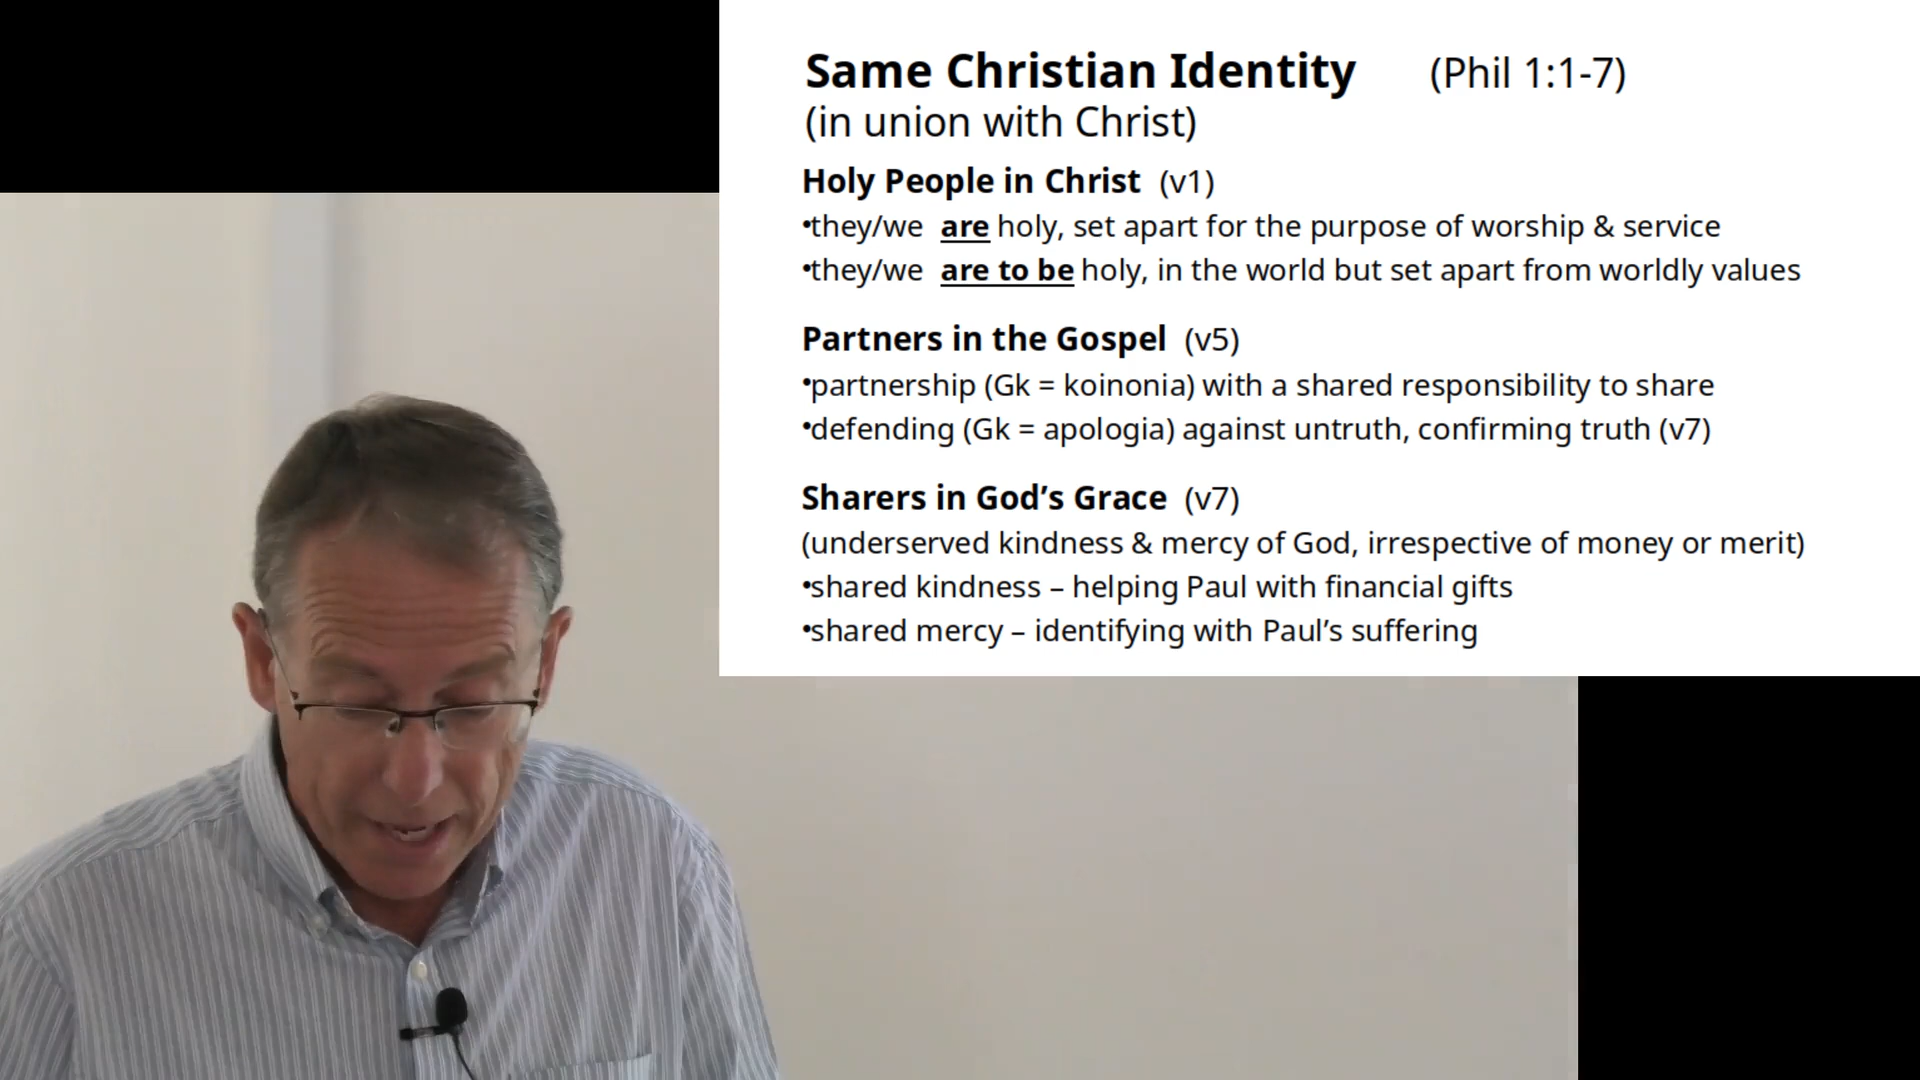 Same Christian Identity (Phil 1:1-7)
(in union with Christ)
Holy People in Christ (v1)
•they/we are holy, set apart for the purpose of worship & service
•they/we are to be holy, in the world but set apart from worldly values
Partners in the Gospel (v5)
•partnership (Gk = koinonia) with a shared responsibility to share
•defending (Gk = apologia) against untruth, confirming truth (v7)
Sharers in God’s Grace (v7)
(underserved kindness & mercy of God, irrespective of money or merit)
•shared kindness – helping Paul with financial gifts
•shared mercy – identifying with Paul’s suffering